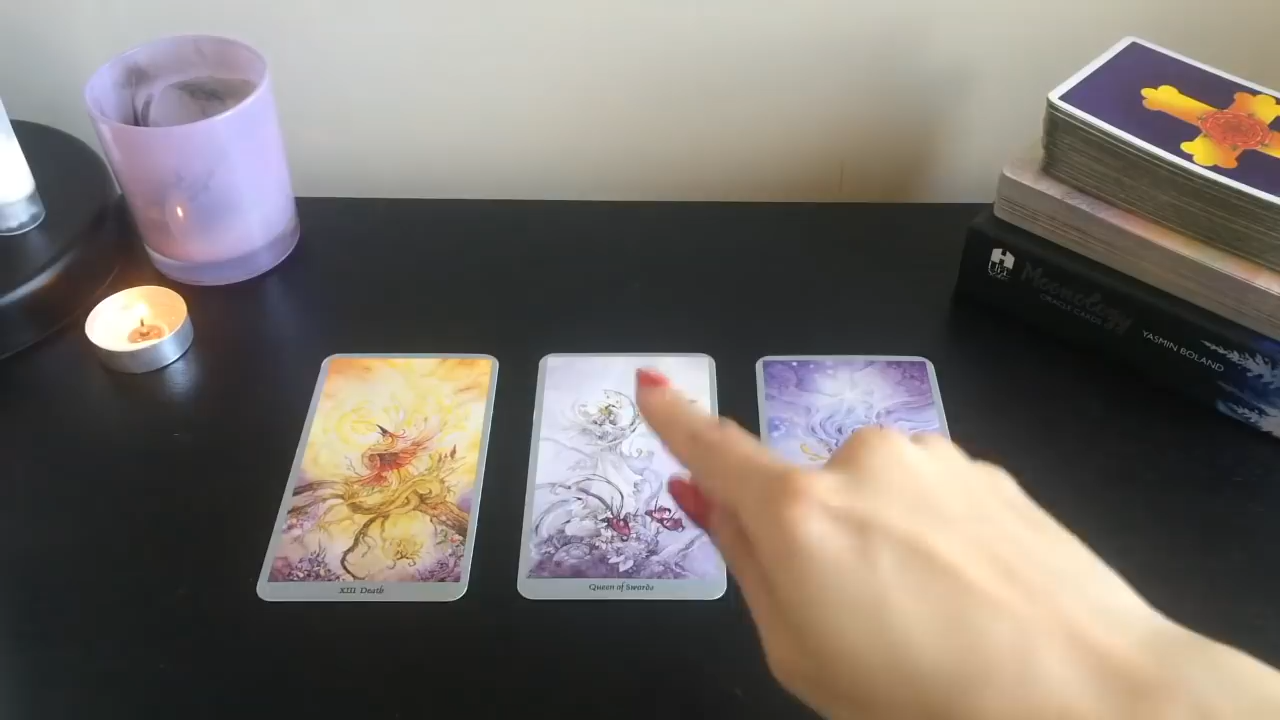 Moonology
ORACLE CARDS
YASMIN BOLAND
XIII Death
Queen of Swords